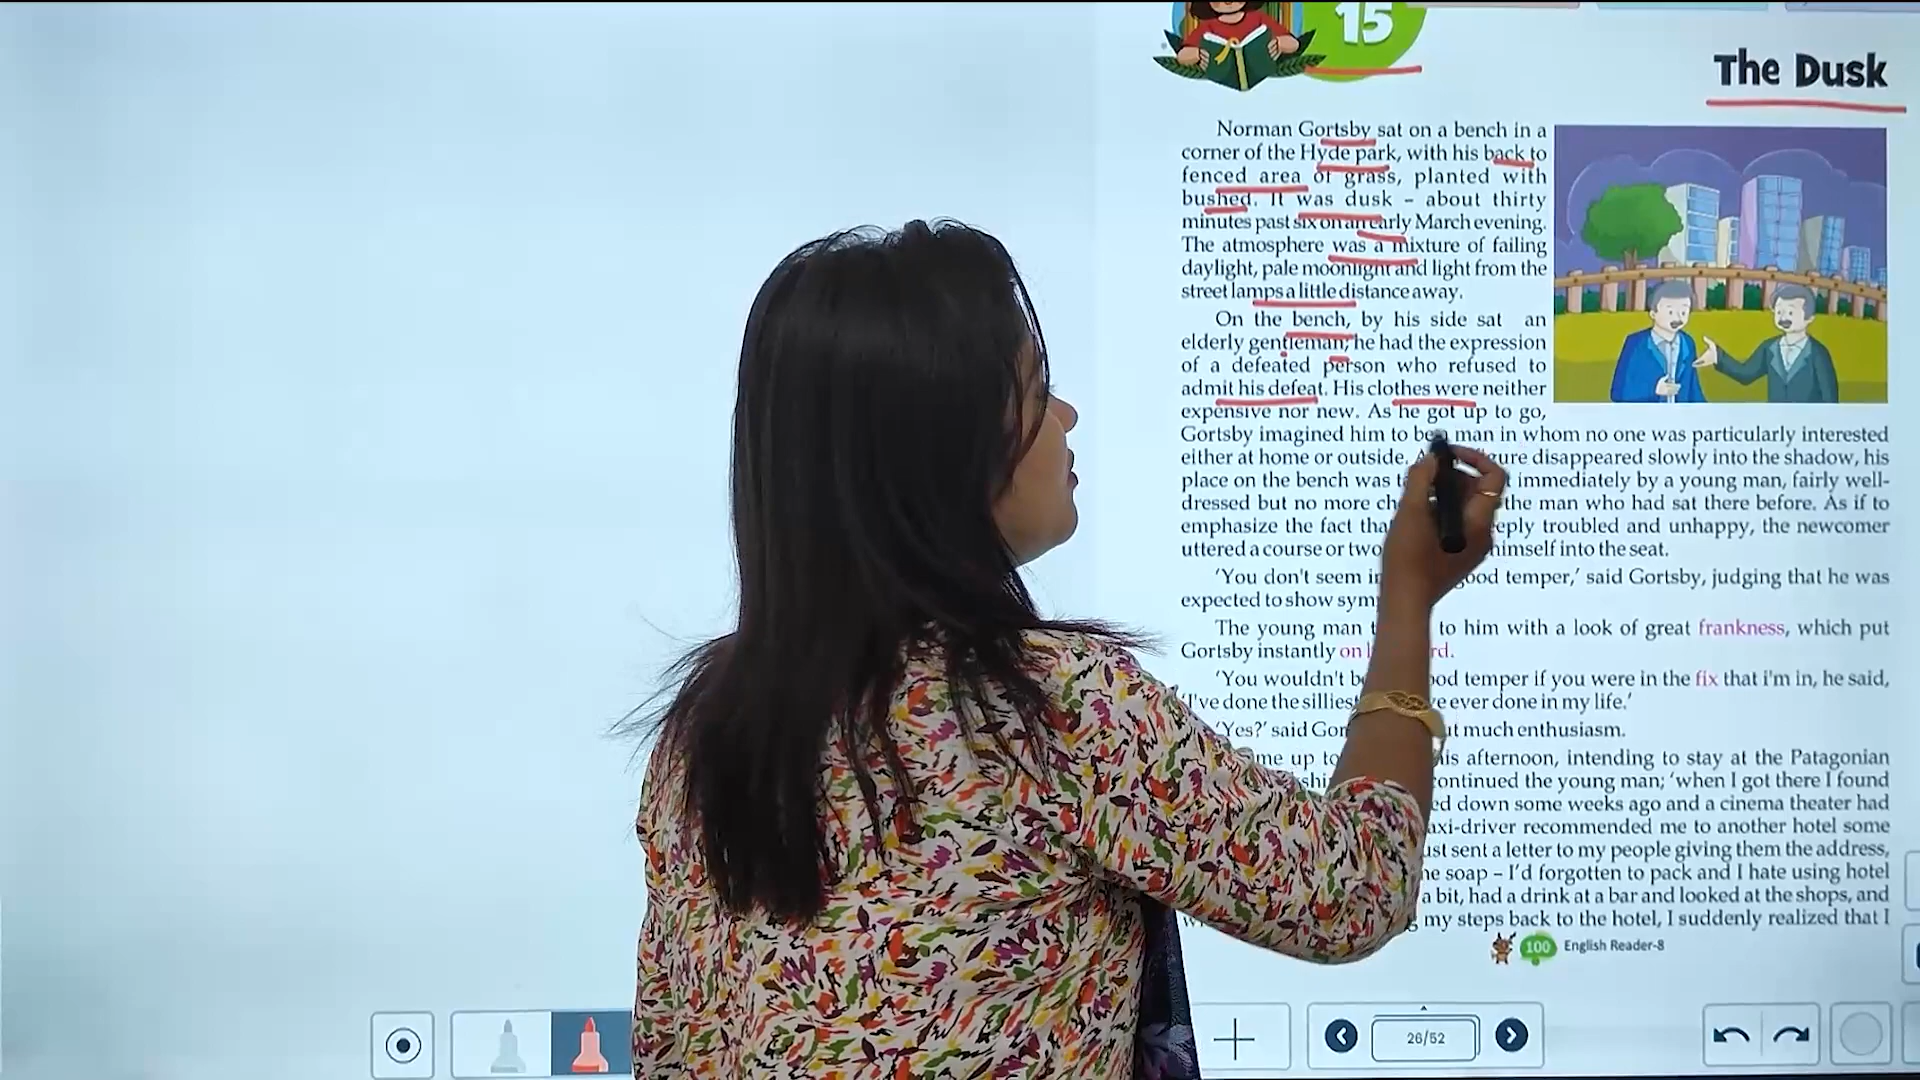 15
The Dusk
Norman Gortsby sat on a bench in a
corner of the Hyde park, with his back to
fenced area of grass, planted with
bushed. It was dusk – about thirty
minutes past six on an early March evening.
The atmosphere was a mixture of failing
daylight, pale moonlight and light from the
street lamps a little distance away.
On the bench, by his side sat an
elderly gentleman; he had the expression
of a defeated person who refused to
admit his defeat. His clothes were neither
expensive nor new. As he got up to go,
Gortsby imagined him to be a man in whom no one was particularly interested
either at home or outside. disappeared slowly into the shadow, his
place on the bench was immediately by a young man, fairly well-
dressed but no more the man who had sat there before. As if to
emphasize the fact troubled and unhappy, the newcomer
uttered a course or two himself into the seat.
'You don't seem temper,' said Gortsby, judging that he was
expected to show
The young man to him with a look of great frankness, which put
Gortsby instantly on
'You wouldn't temper if you were in the fix that i'm in, he said,
'I've done the silliest ever done in my life.'
'Yes?' said much enthusiasm.
up to afternoon, intending to stay at the Patagonian
continued the young man; 'when I got there I found
down some weeks ago and a cinema theater had
recommended me to another hotel some
sent a letter to my people giving them the address,
soap – I'd forgotten to pack and I hate using hotel
a bit, had a drink at a bar and looked at the shops, and
my steps back to the hotel, I suddenly realized that I
100 English Reader-8
26/52